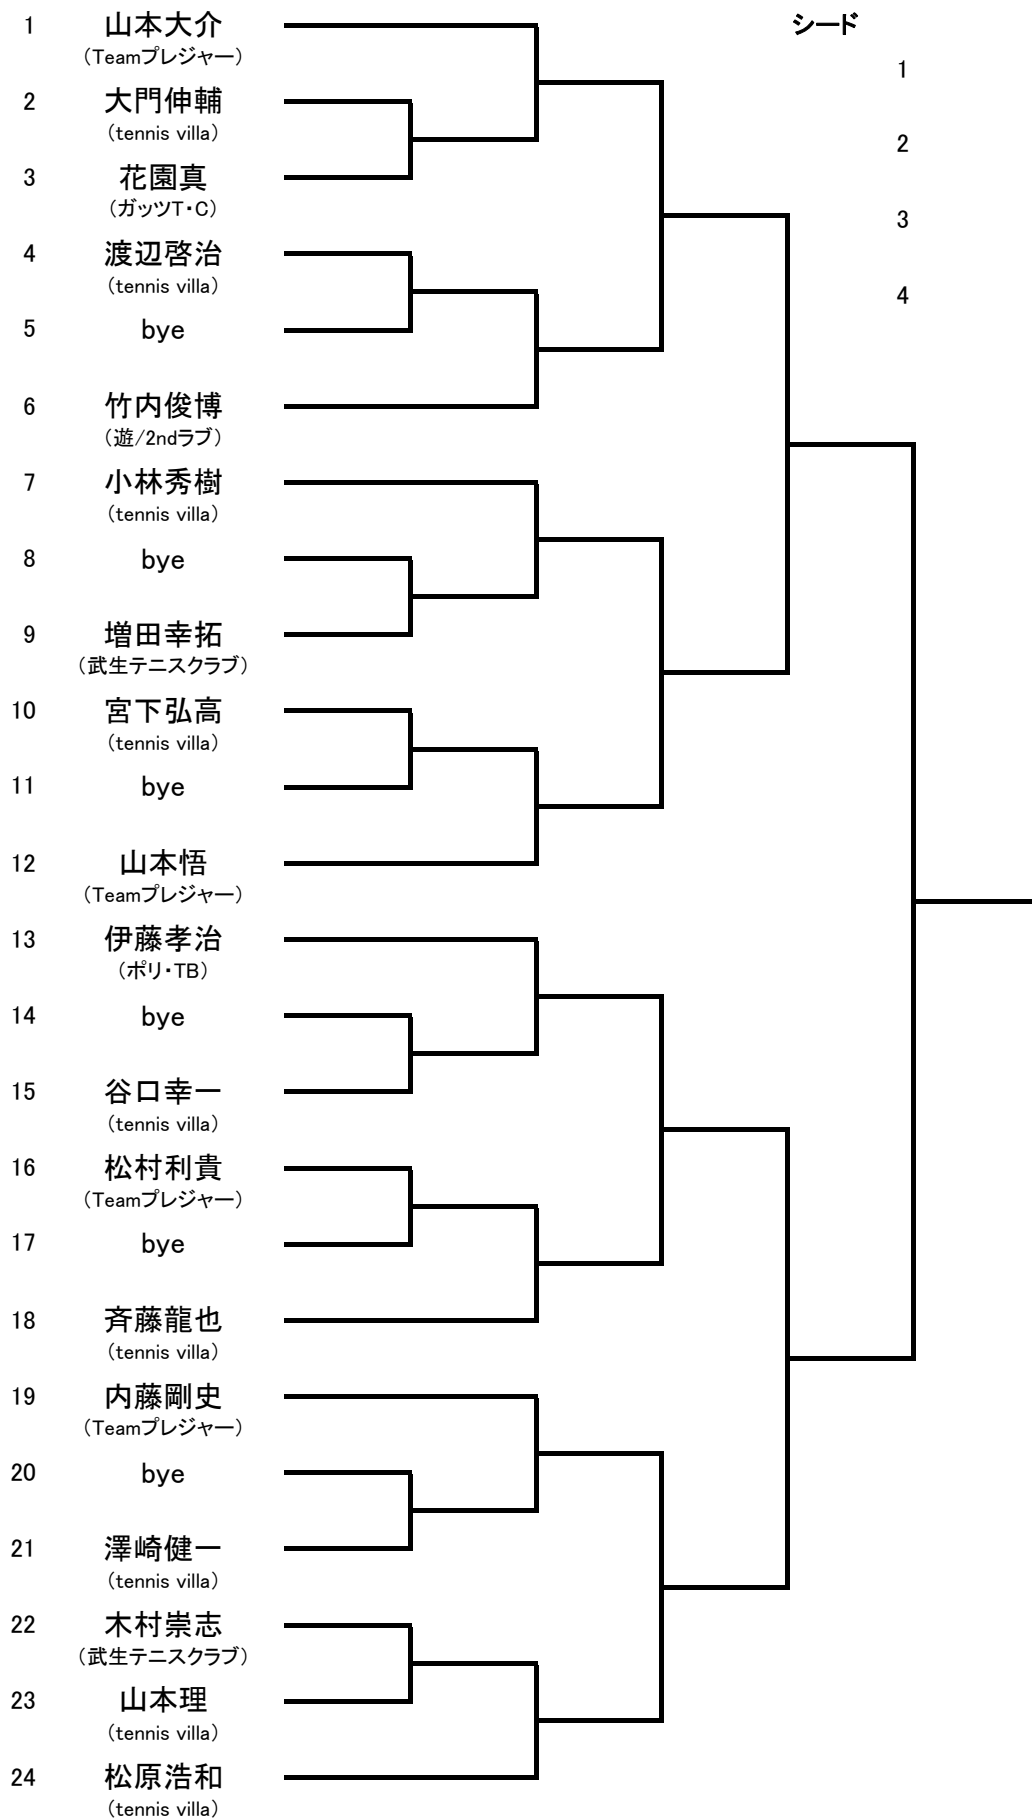 1 山本大介 シード
(Teamプレジャー)
1
2 大門伸輔
(tennis villa)
2
3 花園真
(ガッツT・C)
3
4 渡辺啓治
(tennis villa)
4
5 bye
6 竹内俊博
(遊/2ndラブ)
7 小林秀樹
(tennis villa)
8 bye
9 増田幸拓
(武生テニスクラブ)
10 宮下弘高
(tennis villa)
11 bye
12 山本悟
(Teamプレジャー)
13 伊藤孝治
(ポリ・TB)
14 bye
15 谷口幸一
(tennis villa)
16 松村利貴
(Teamプレジャー)
17 bye
18 斉藤龍也
(tennis villa)
19 内藤剛史
(Teamプレジャー)
20 bye
21 澤崎健一
(tennis villa)
22 木村崇志
(武生テニスクラブ)
23 山本理
(tennis villa)
24 松原浩和
(tennis villa)